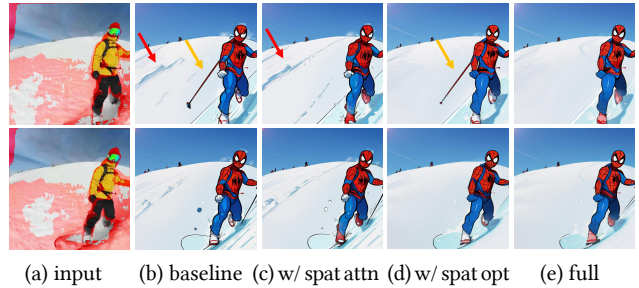 (a) input (b) baseline (c) w/ spat attn (d) w/ spat opt (e) full